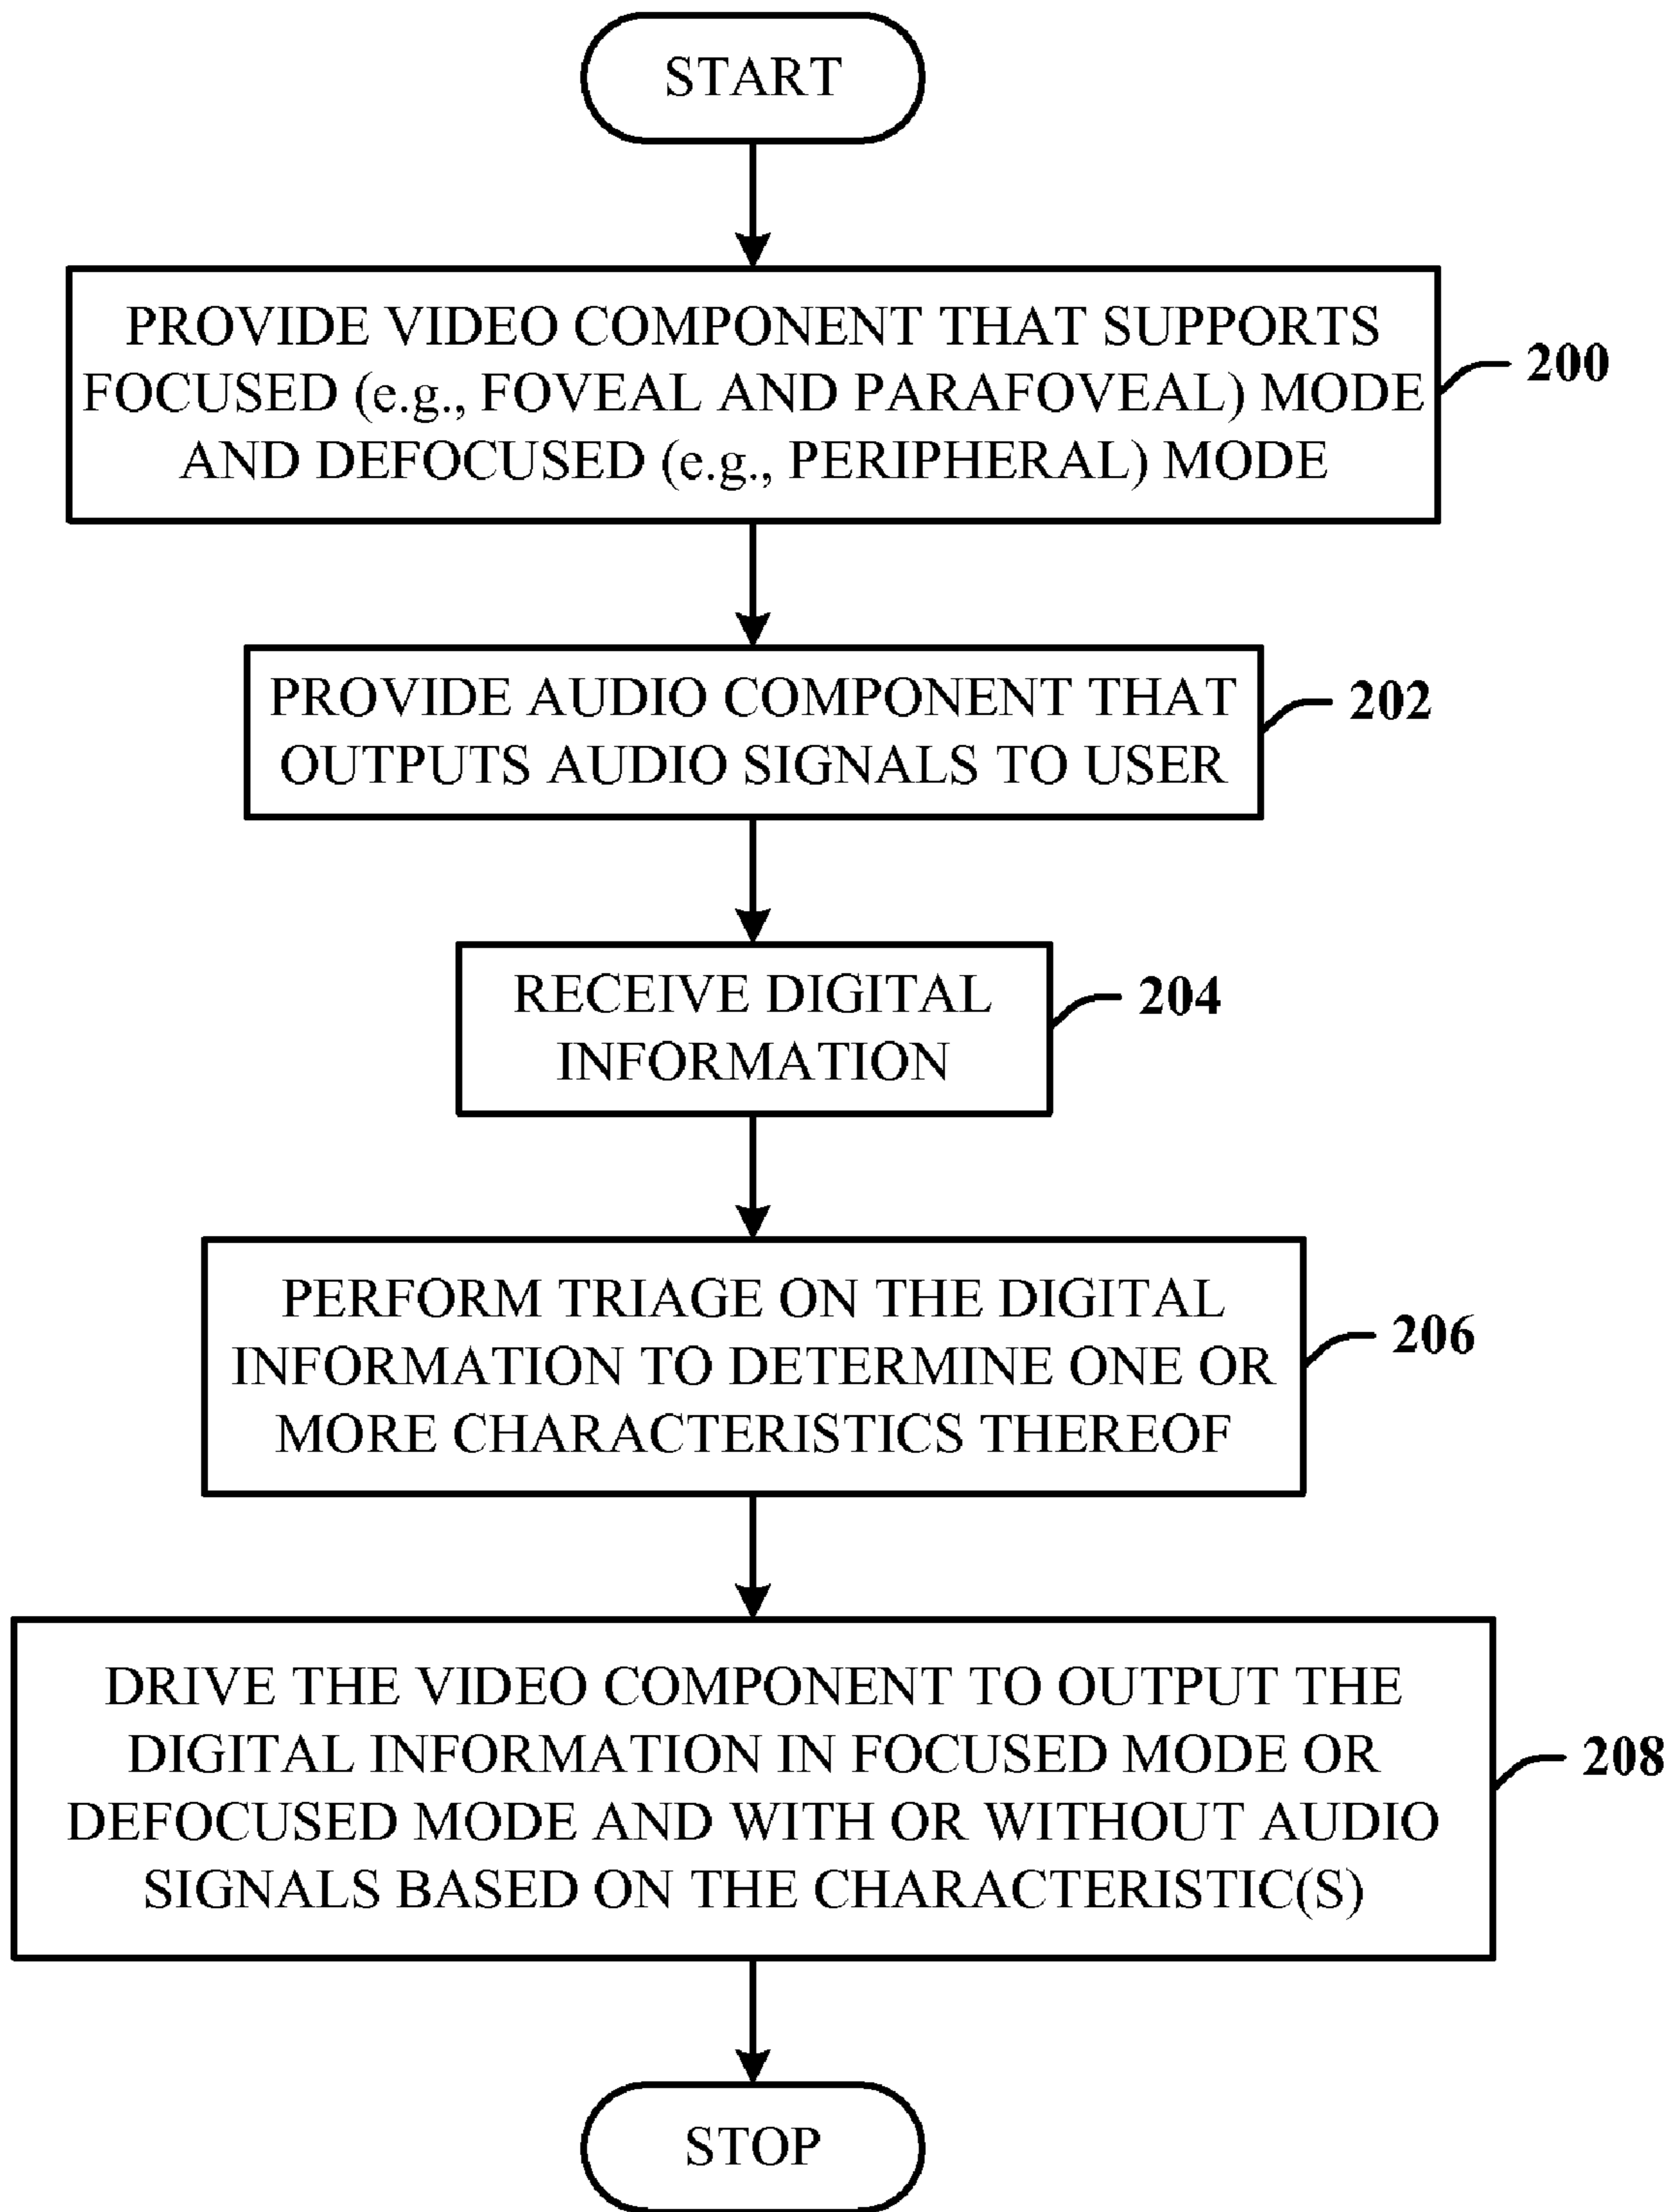 START
PROVIDE VIDEO COMPONENT THAT SUPPORTS
FOCUSED (e.g., FOVEAL AND PARAFOVEAL) MODE
AND DEFOCUSED (e.g., PERIPHERAL) MODE
200
PROVIDE AUDIO COMPONENT THAT
OUTPUTS AUDIO SIGNALS TO USER
202
RECEIVE DIGITAL
INFORMATION
204
PERFORM TRIAGE ON THE DIGITAL
INFORMATION TO DETERMINE ONE OR
MORE CHARACTERISTICS THEREOF
206
DRIVE THE VIDEO COMPONENT TO OUTPUT THE
DIGITAL INFORMATION IN FOCUSED MODE OR
DEFOCUSED MODE AND WITH OR WITHOUT AUDIO
SIGNALS BASED ON THE CHARACTERISTIC(S)
208
STOP